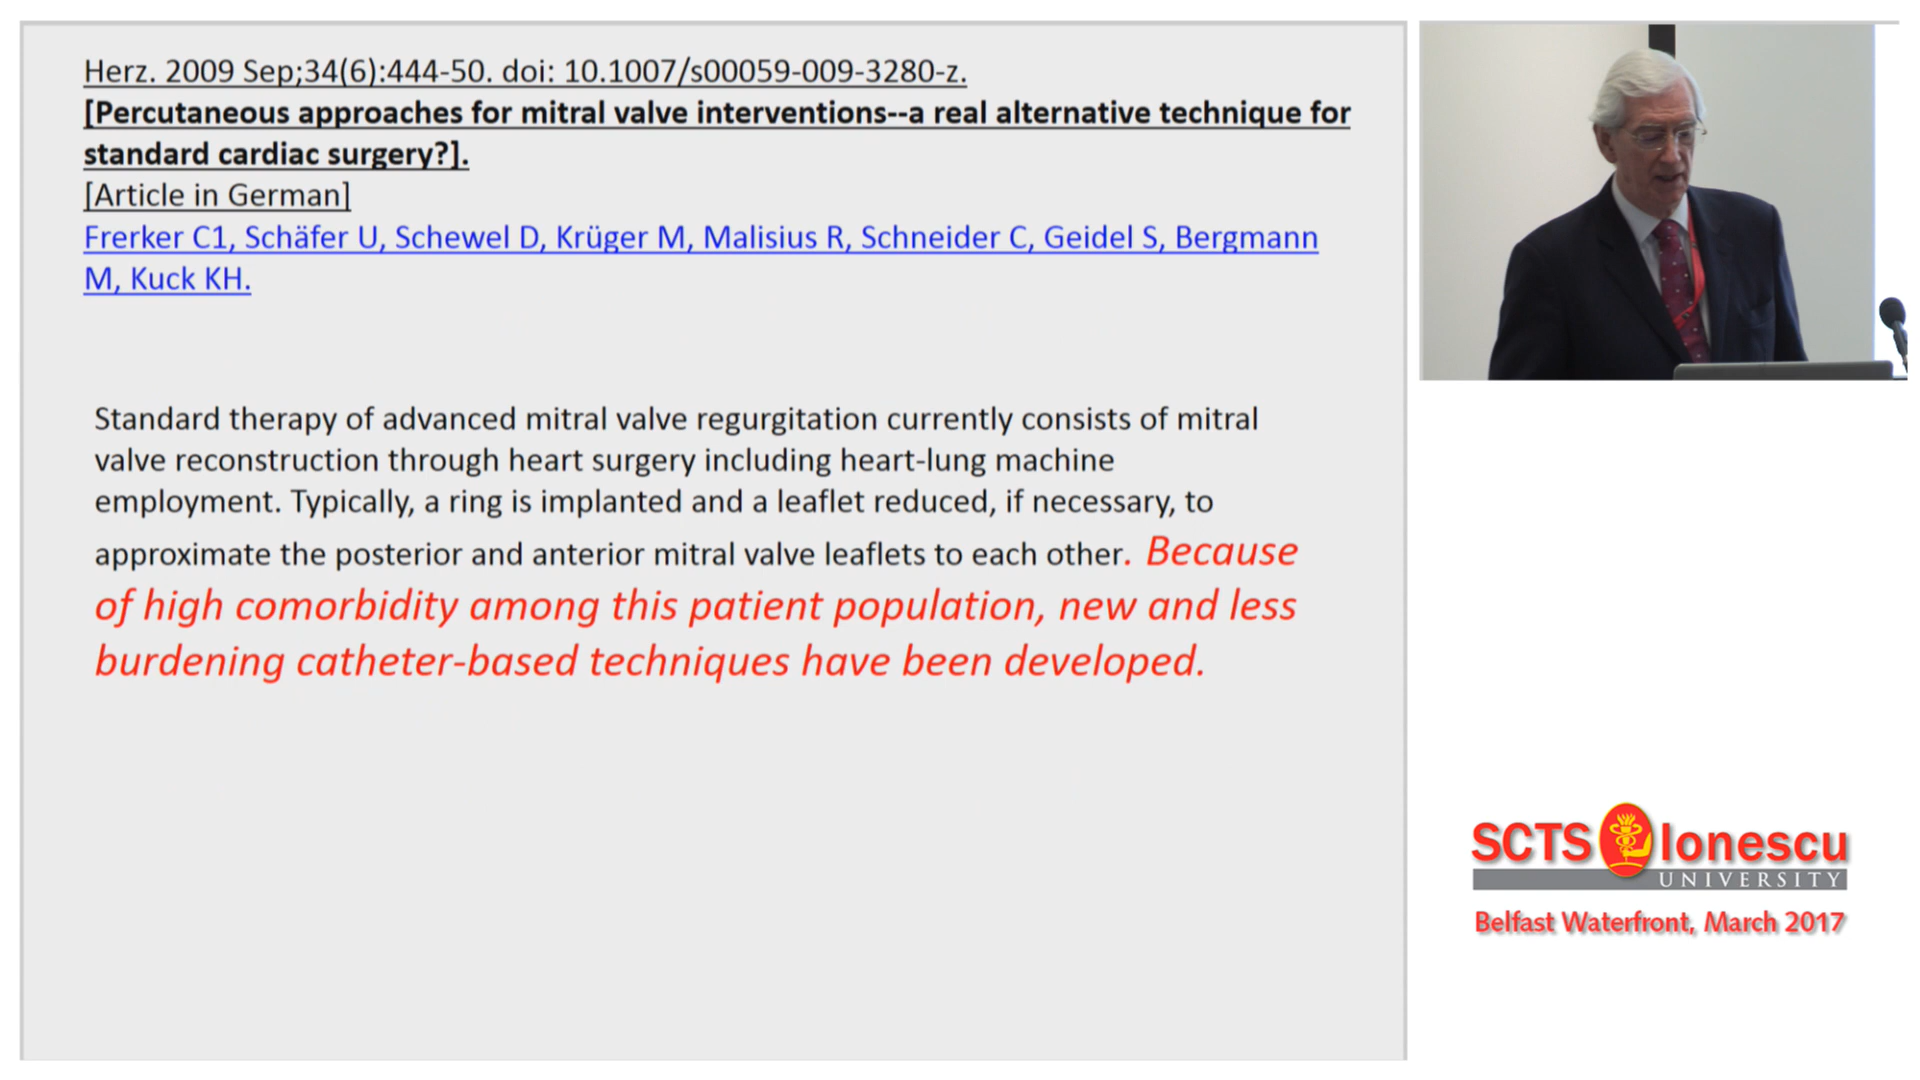 Herz. 2009 Sep;34(6):444-50. doi: 10.1007/s00059-009-3280-z.
[Percutaneous approaches for mitral valve interventions--a real alternative technique for
standard cardiac surgery?].
[Article in German]
Frerker C1, Schäfer U, Schewel D, Krüger M, Malisius R, Schneider C, Geidel S, Bergmann
M, Kuck KH.
Standard therapy of advanced mitral valve regurgitation currently consists of mitral
valve reconstruction through heart surgery including heart-lung machine
employment. Typically, a ring is implanted and a leaflet reduced, if necessary, to
approximate the posterior and anterior mitral valve leaflets to each other. Because
of high comorbidity among this patient population, new and less
burdening catheter-based techniques have been developed.
SCTS Ionescu
UNIVERSITY
Belfast Waterfront, March 2017